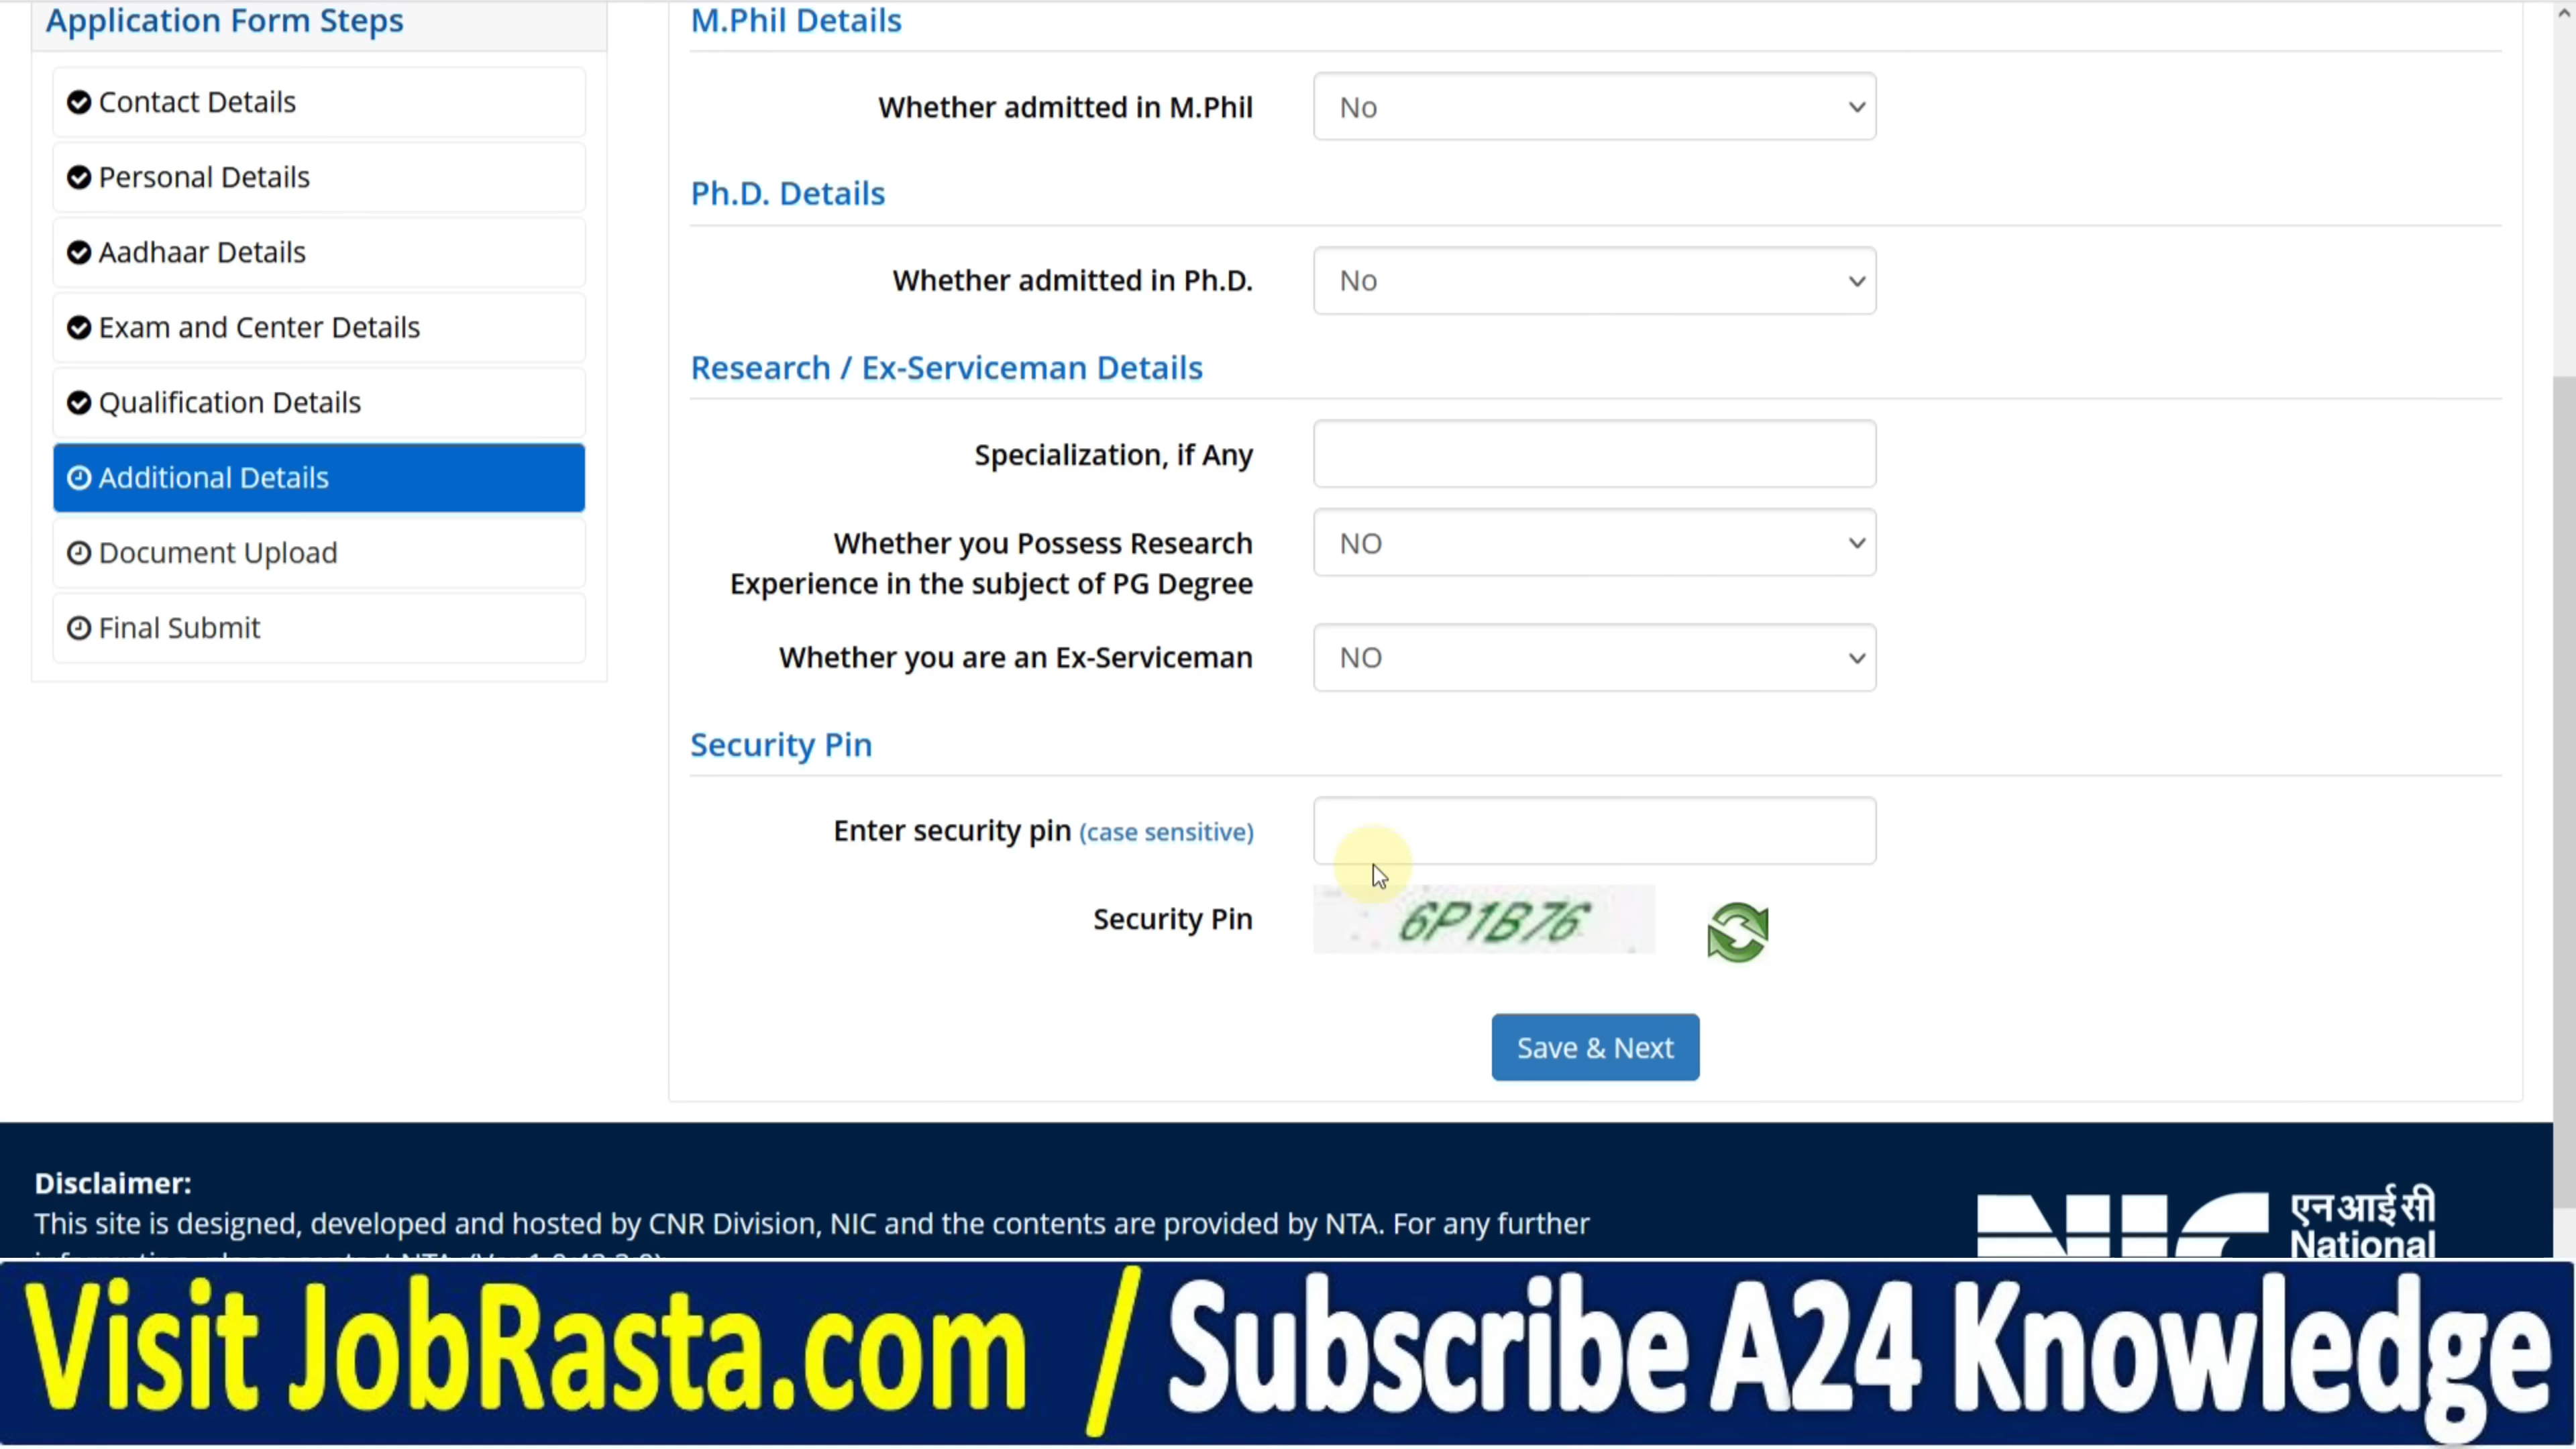 Application Form Steps
Contact Details
Personal Details
Aadhaar Details
Exam and Center Details
Qualification Details
Additional Details
Document Upload
Final Submit
M.Phil Details
Whether admitted in M.Phil
No
Ph.D. Details
Whether admitted in Ph.D.
No
Research / Ex-Serviceman Details
Specialization, if Any
Whether you Possess Research
Experience in the subject of PG Degree
NO
Whether you are an Ex-Serviceman
NO
Security Pin
Enter security pin (case sensitive)
Security Pin
6P1B76
Save & Next
Disclaimer:
This site is designed, developed and hosted by CNR Division, NIC and the contents are provided by NTA. For any further
NIC
एन आई सी
National
Visit JobRasta.com / Subscribe A24 Knowledge